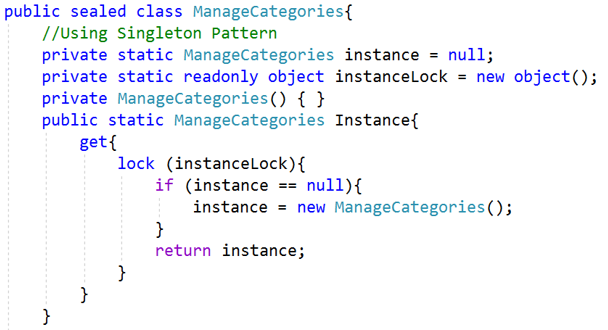 public sealed class ManageCategories{
    //Using Singleton Pattern
    private static ManageCategories instance = null;
    private static readonly object instanceLock = new object();
    private ManageCategories() { }
    public static ManageCategories Instance{
        get{
            lock (instanceLock){
                if (instance == null){
                    instance = new ManageCategories();
                }
                return instance;
            }
        }
    }